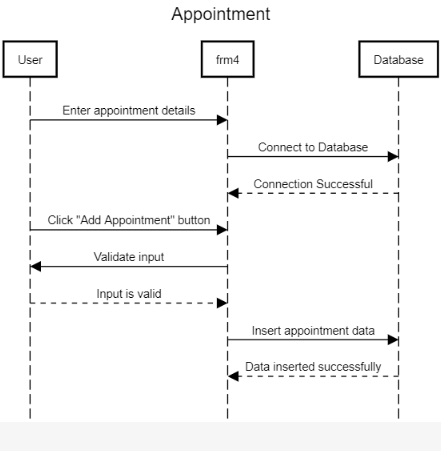 Appointment
User
frm4
Database
Enter appointment details
Connect to Database
Connection Successful
Click "Add Appointment" button
Validate input
Input is valid
Insert appointment data
Data inserted successfully